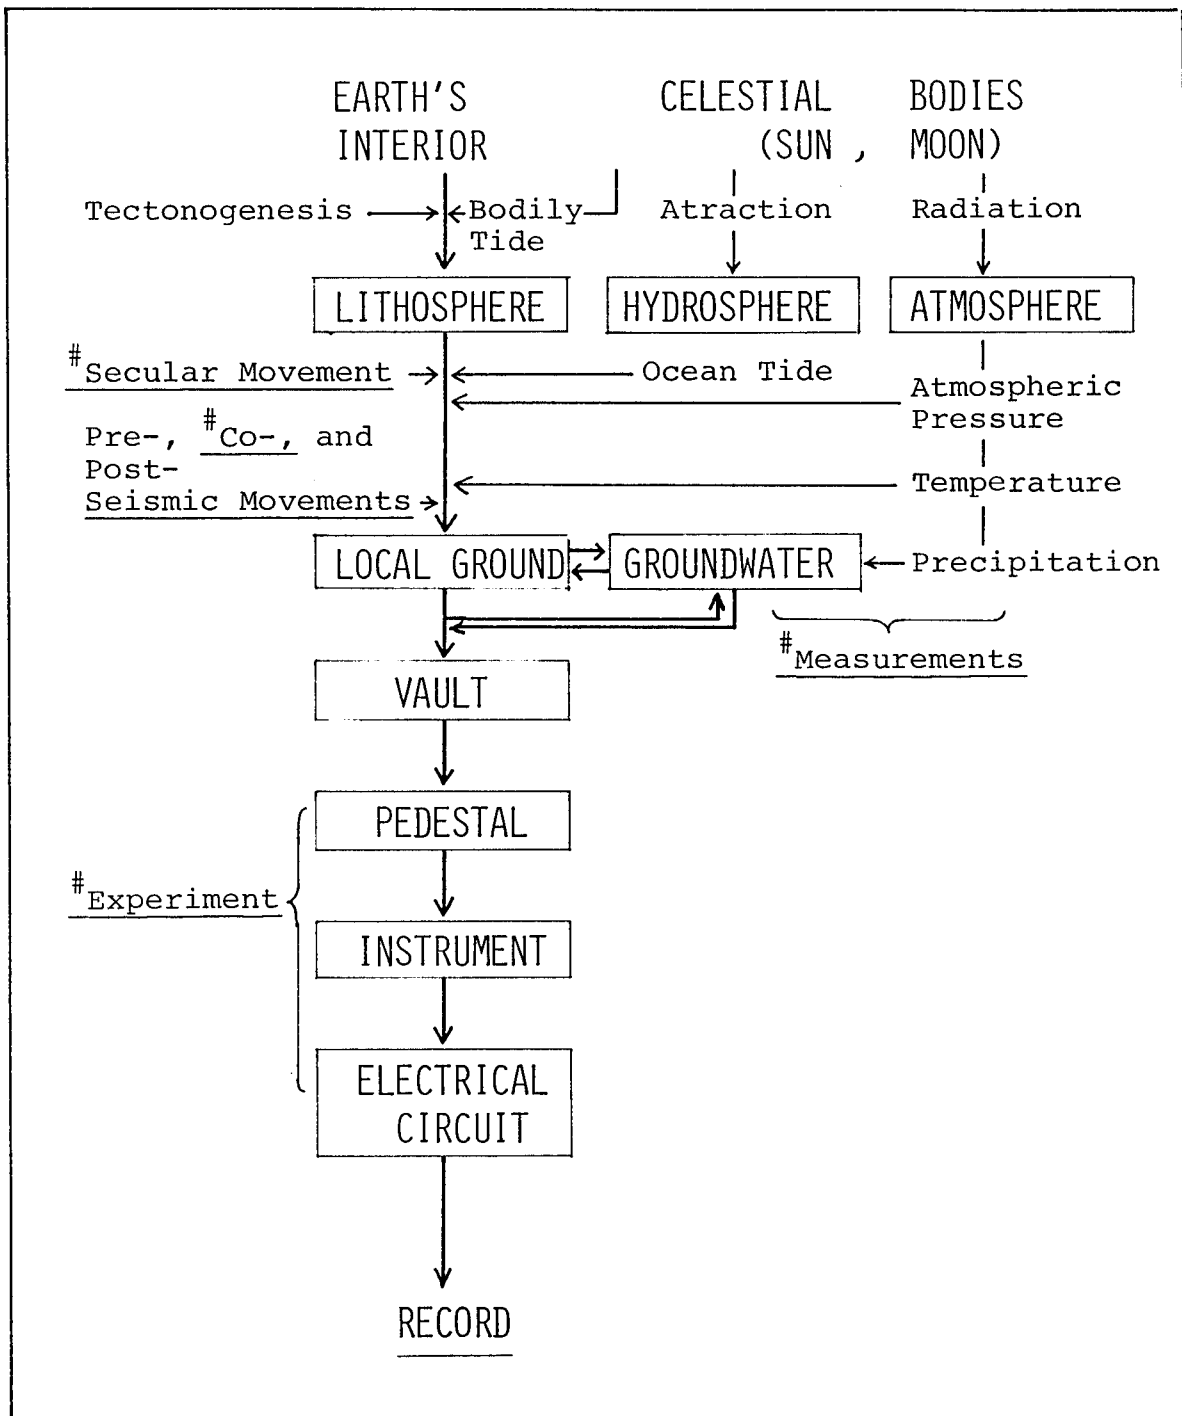 EARTH'S CELESTIAL BODIES
INTERIOR (SUN , MOON)
Tectonogenesis Bodily Atraction Radiation
Tide
LITHOSPHERE HYDROSPHERE ATMOSPHERE
#Secular Movement Ocean Tide
Atmospheric
Pressure
Pre-, #Co-, and
Post-
Temperature
Seismic Movements
LOCAL GROUND GROUNDWATER Precipitation
#Measurements
VAULT
PEDESTAL
#Experiment
INSTRUMENT
ELECTRICAL
CIRCUIT
RECORD